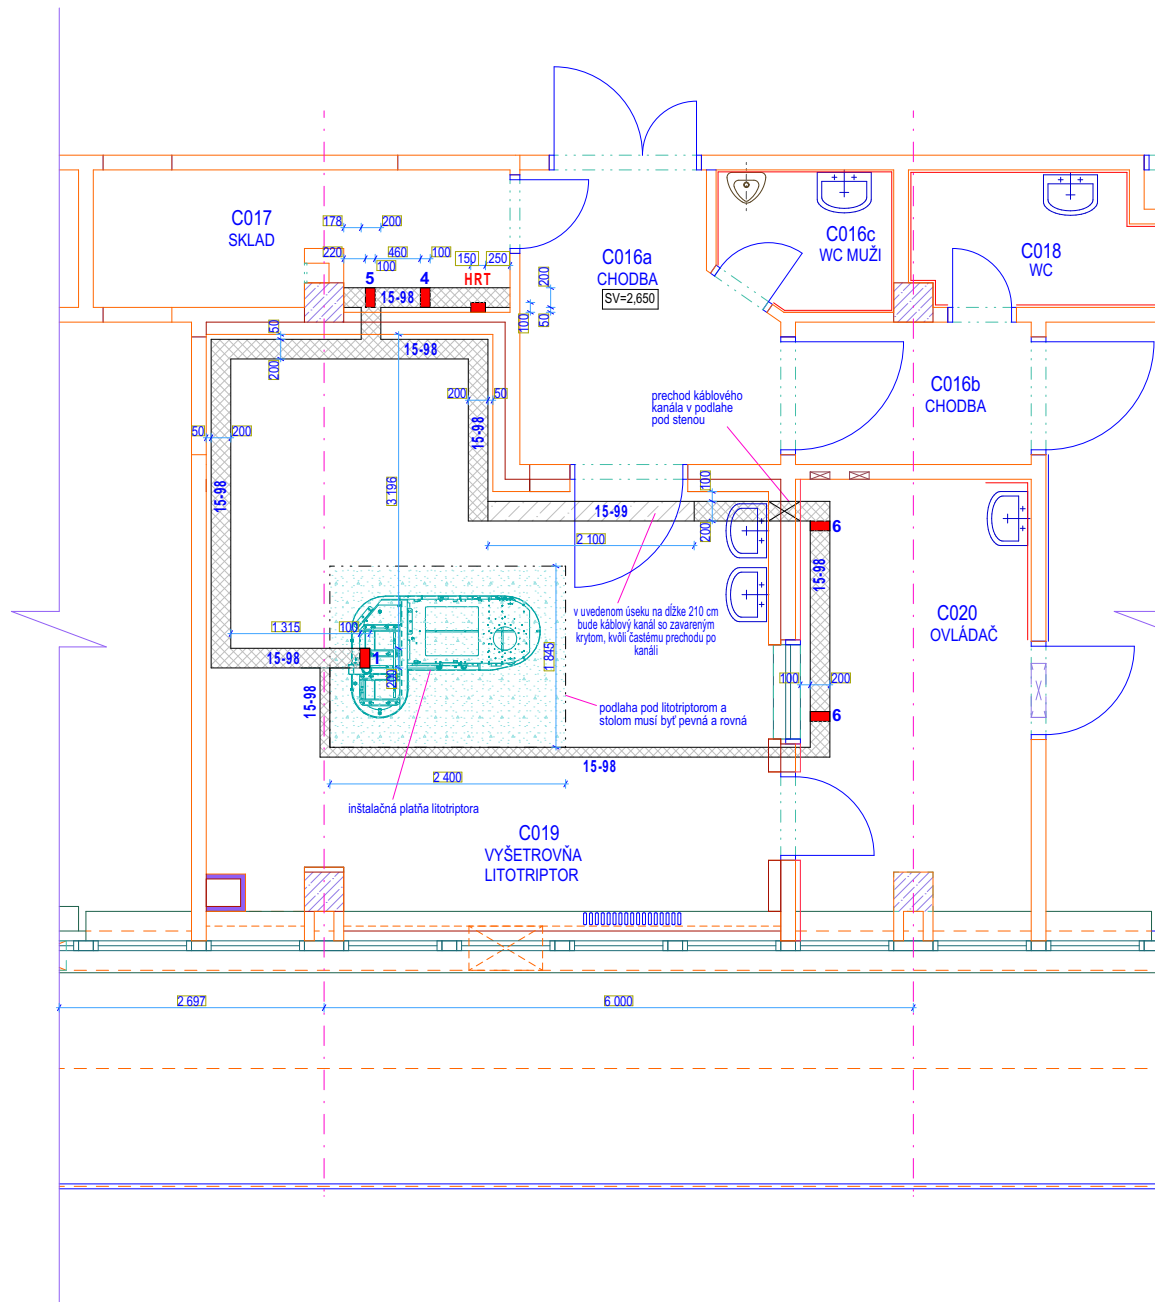 C017
SKLAD
178
200
220
460
100
100
150
250
5
4
HRT
15-98
C016a
CHODBA
SV=2,650
200
50
100
C016c
WC MUŽI
C018
WC
C016b
CHODBA
50
200
15-98
200
50
15-98
50
200
15-98
3 196
prechod káblového
kanála v podlahe
pod stenou
100
15-99
200
2 100
6
15-98
v uvedenom úseku na dĺžke 210 cm
bude káblový kanál so zavareným
krytom, kvôli častému prechodu po
kanáli
C020
OVLÁDAČ
1 315
100
15-98
1
200
1 845
100
200
15-98
podlaha pod litotriptorom a
stolom musí byť pevná a rovná
6
15-98
2 400
inštalačná platňa litotriptora
C019
VYŠETROVŇA
LITOTRIPTOR
2 697
6 000